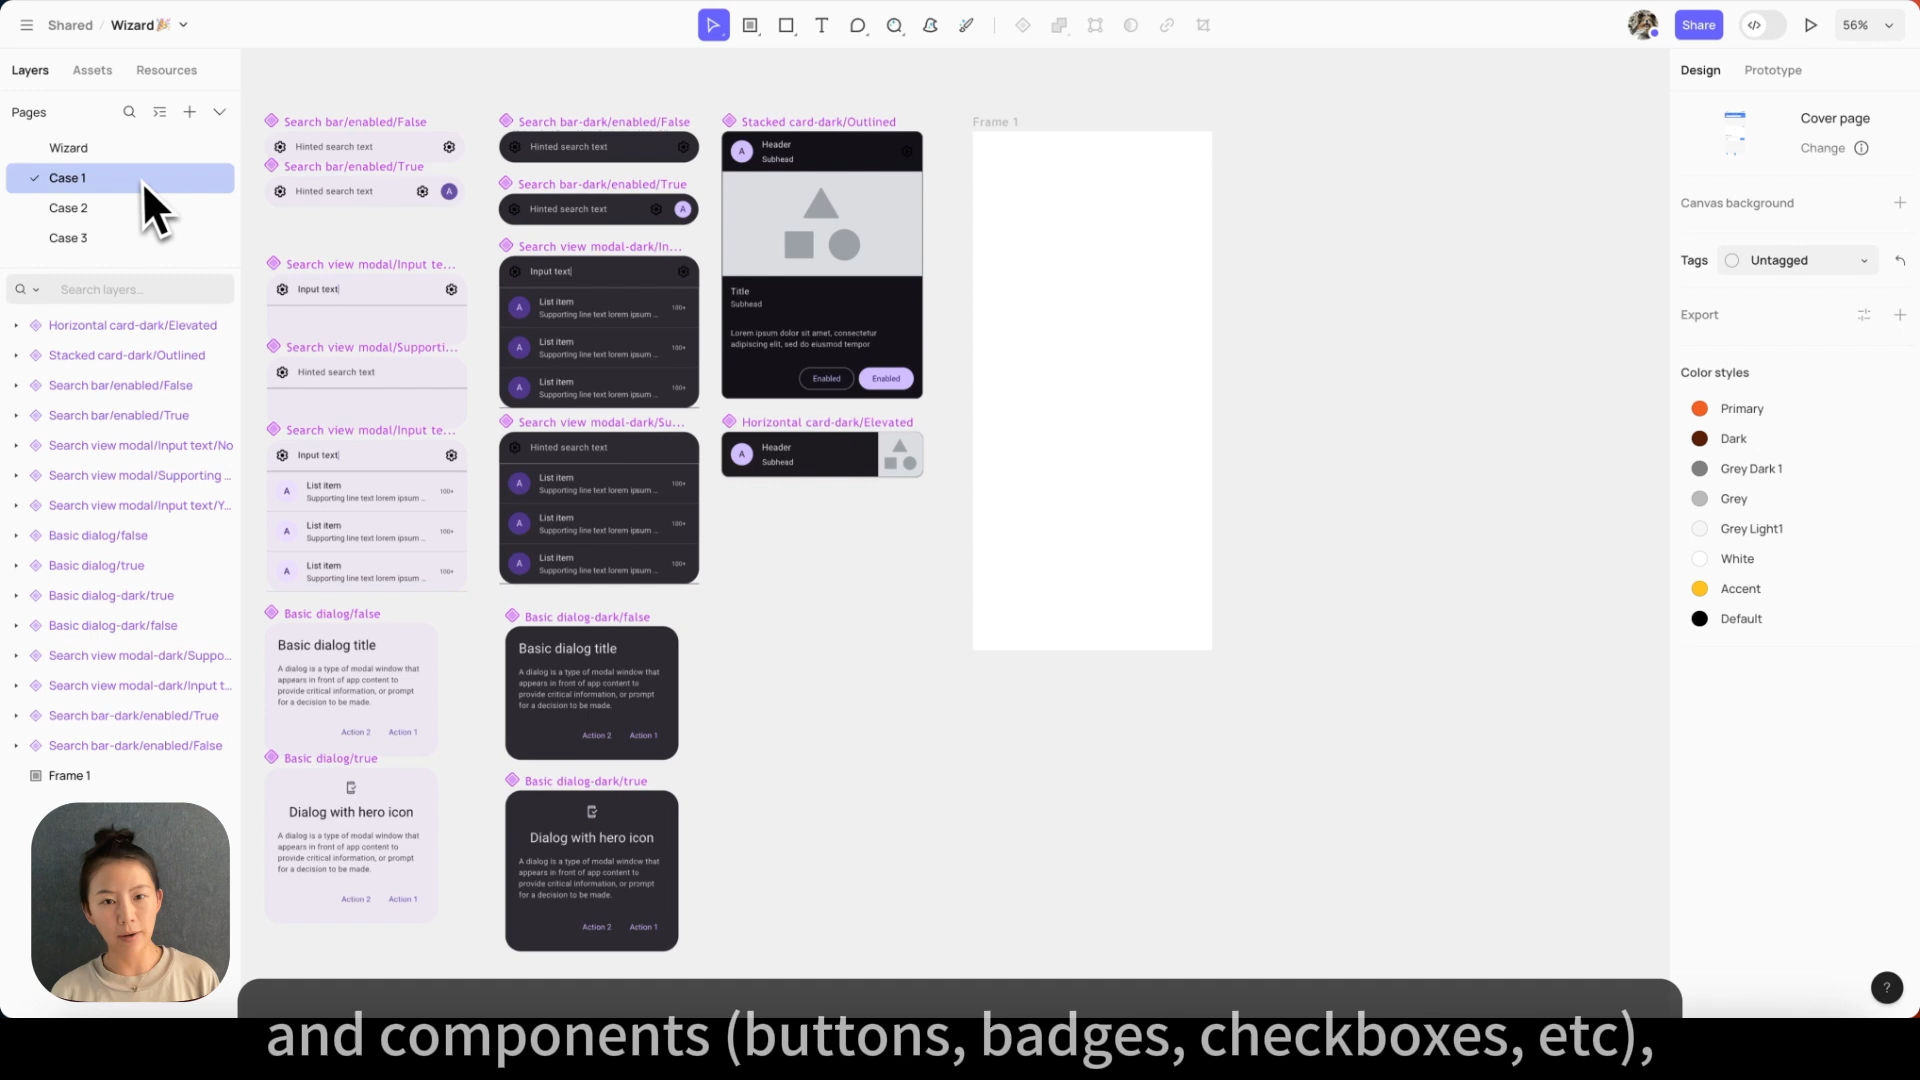 Shared / Wizard🎉
Share
56%
Layers
Assets
Resources
Pages
Wizard
Case 1
Case 2
Case 3
Search layers...
Horizontal card-dark/Elevated
Stacked card-dark/Outlined
Search bar/enabled/False
Search bar/enabled/True
Search view modal/Input text/No
Search view modal/Supporting ...
Search view modal/Input text/Y...
Basic dialog/false
Basic dialog/true
Basic dialog-dark/true
Basic dialog-dark/false
Search view modal-dark/Suppo...
Search view modal-dark/Input t...
Search bar-dark/enabled/True
Search bar-dark/enabled/False
Frame 1
Search bar/enabled/False
Hinted search text
Search bar/enabled/True
Hinted search text
A
Search view modal/Input te...
Input text
Search view modal/Supporti...
Hinted search text
Search view modal/Input te...
Input text
A
List item
Supporting line text lorem ipsum ...
100+
A
List item
Supporting line text lorem ipsum ...
100+
A
List item
Supporting line text lorem ipsum ...
100+
Basic dialog/false
Basic dialog title
A dialog is a type of modal window that
appears in front of app content to
provide critical information, or prompt
for a decision to be made.
Action 2
Action 1
Basic dialog/true
Dialog with hero icon
A dialog is a type of modal window that
appears in front of app content to
provide critical information, or prompt
for a decision to be made.
Action 2
Action 1
Search bar-dark/enabled/False
Hinted search text
Search bar-dark/enabled/True
Hinted search text
A
Search view modal-dark/In...
Input text
A
List item
Supporting line text lorem ipsum ...
100+
A
List item
Supporting line text lorem ipsum ...
100+
A
List item
Supporting line text lorem ipsum ...
100+
Search view modal-dark/Su...
Hinted search text
A
List item
Supporting line text lorem ipsum ...
100+
A
List item
Supporting line text lorem ipsum ...
100+
A
List item
Supporting line text lorem ipsum ...
100+
Basic dialog-dark/false
Basic dialog title
A dialog is a type of modal window that
appears in front of app content to
provide critical information, or prompt
for a decision to be made.
Action 2
Action 1
Basic dialog-dark/true
Dialog with hero icon
A dialog is a type of modal window that
appears in front of app content to
provide critical information, or prompt
for a decision to be made.
Action 2
Action 1
Stacked card-dark/Outlined
A
Header
Subhead
Title
Subhead
Lorem ipsum dolor sit amet, consectetur
adipiscing elit, sed do eiusmod tempor
Enabled
Enabled
Horizontal card-dark/Elevated
A
Header
Subhead
Frame 1
Design
Prototype
Cover page
Change
Canvas background
Tags
Untagged
Export
Color styles
Primary
Dark
Grey Dark 1
Grey
Grey Light1
White
Accent
Default
?
and components (buttons, badges, checkboxes, etc),